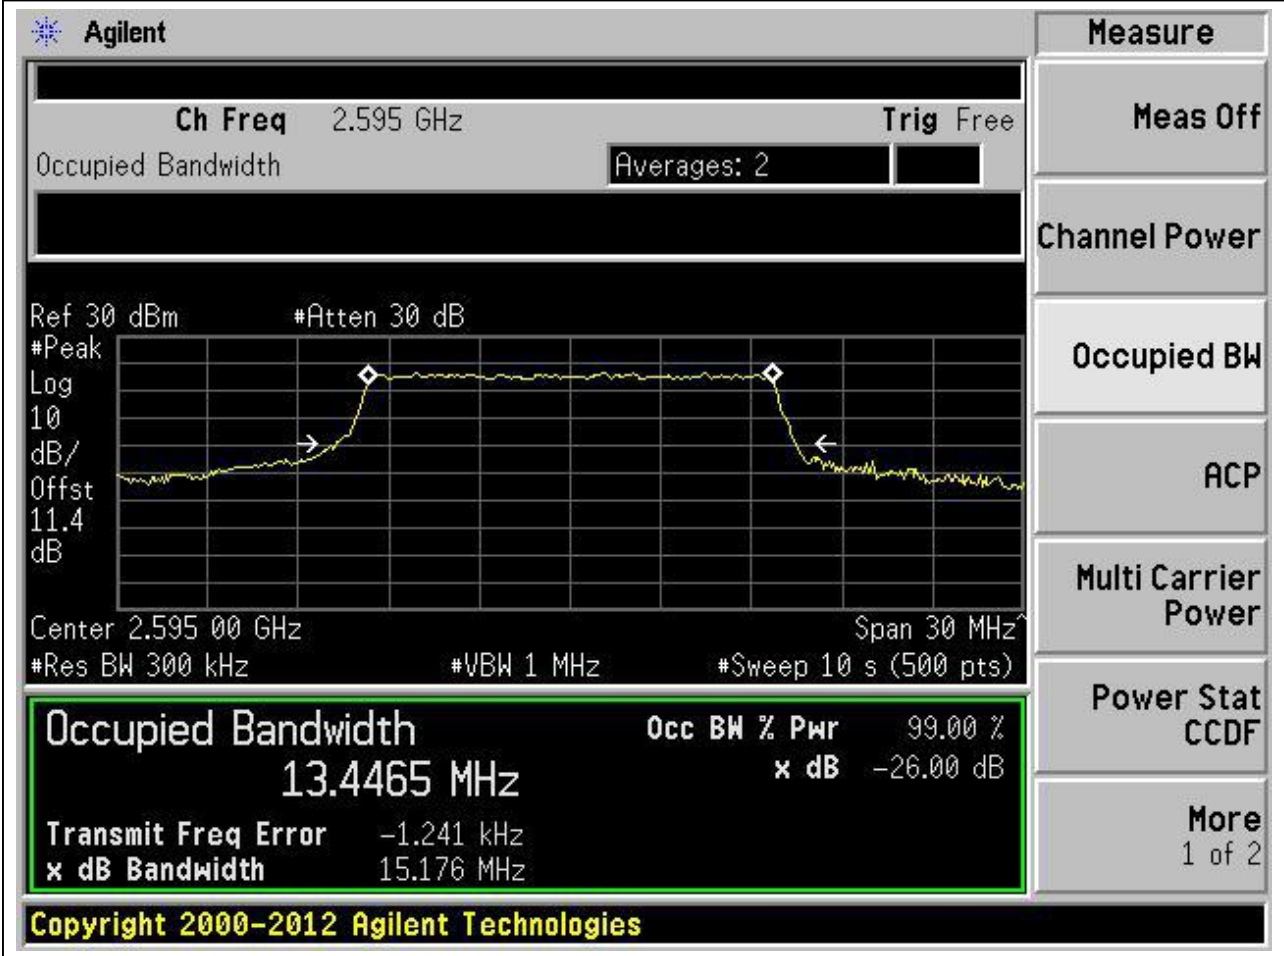 Agilent
Measure
Ch Freq 2.595 GHz Trig Free
Occupied Bandwidth Averages: 2
Meas Off
Channel Power
Occupied BW
ACP
Multi Carrier
Power
Power Stat
CCDF
More
1 of 2
Ref 30 dBm #Atten 30 dB
#Peak
Log
10
dB/
Offst
11.4
dB
Center 2.595 00 GHz Span 30 MHz^
#Res BW 300 kHz #VBW 1 MHz #Sweep 10 s (500 pts)
Occupied Bandwidth Occ BW % Pwr 99.00 %
13.4465 MHz x dB -26.00 dB
Transmit Freq Error -1.241 kHz
x dB Bandwidth 15.176 MHz
Copyright 2000-2012 Agilent Technologies